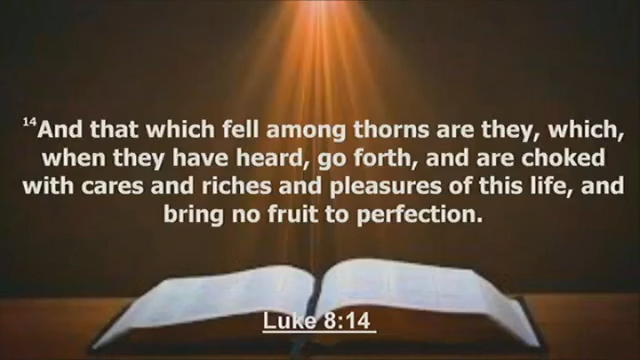 ¹⁴And that which fell among thorns are they, which,
when they have heard, go forth, and are choked
with cares and riches and pleasures of this life, and
bring no fruit to perfection.
Luke 8:14